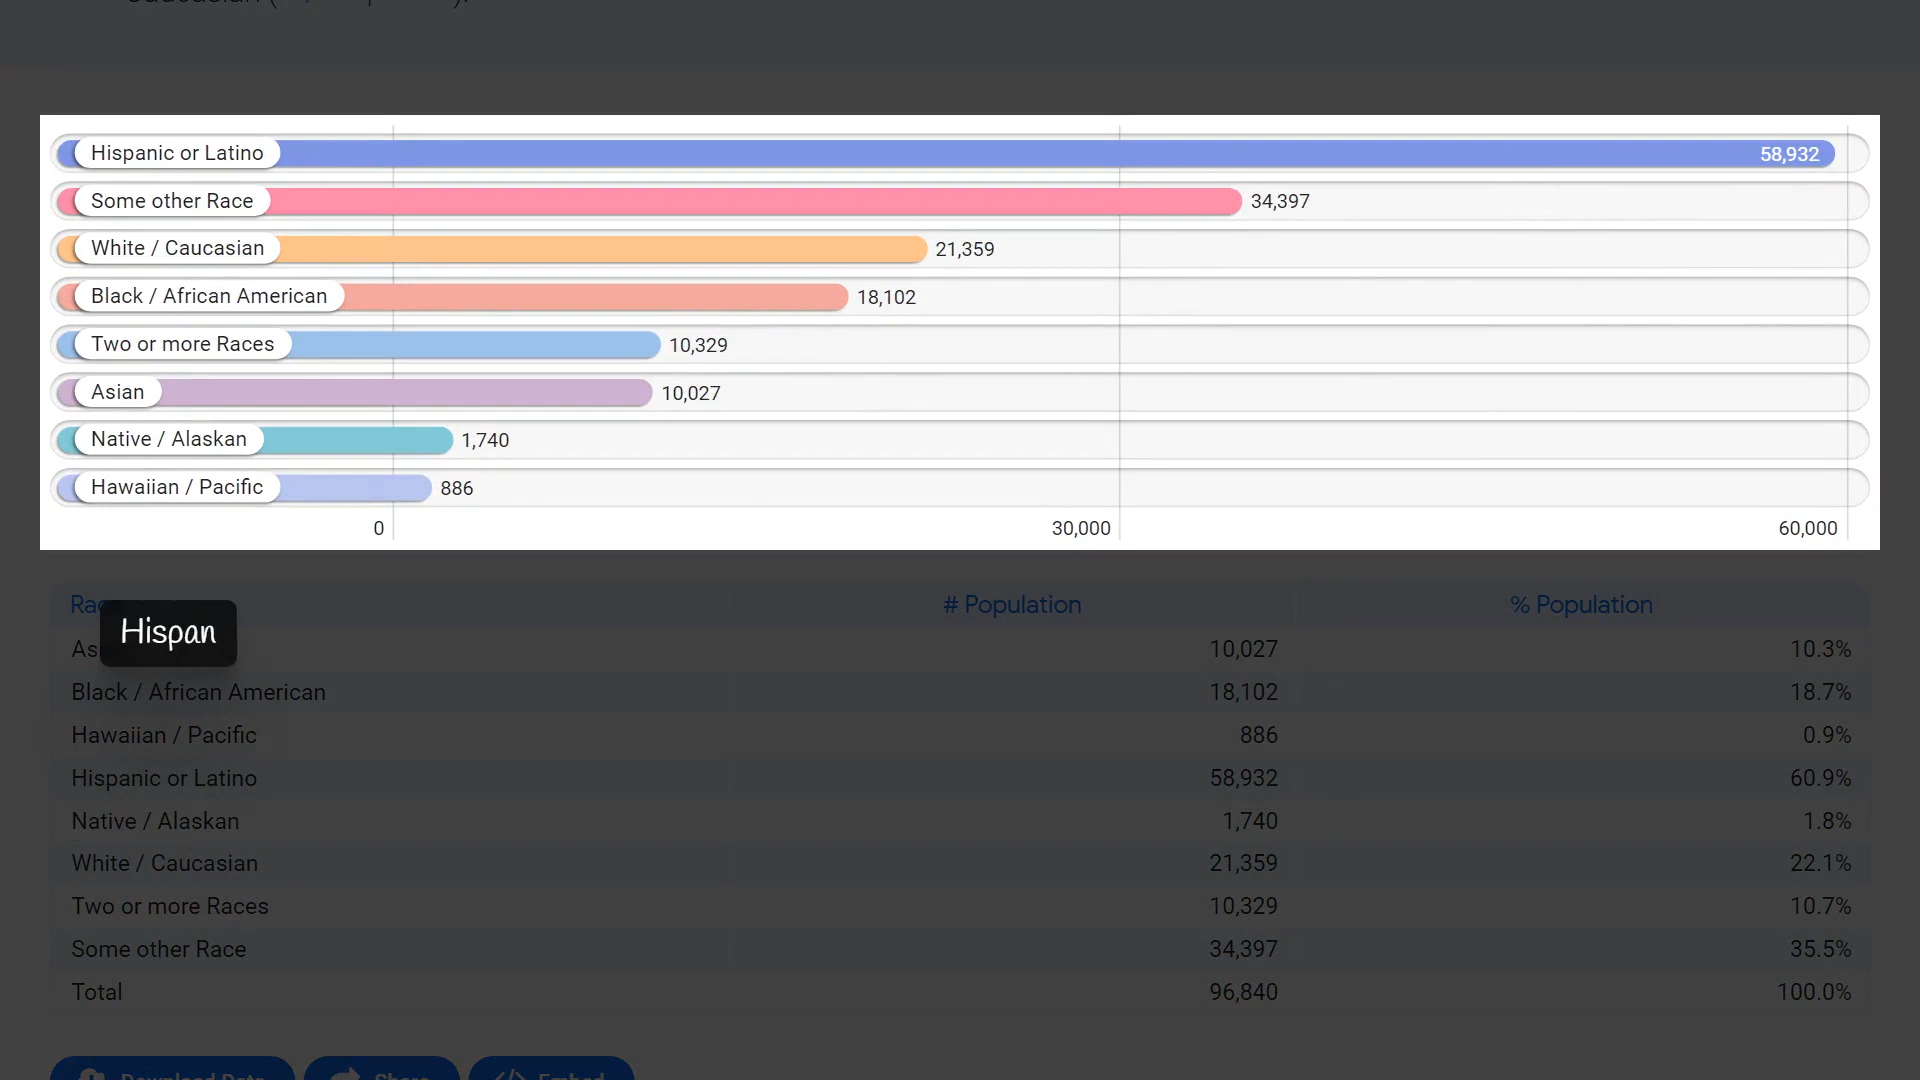 Hispanic or Latino 58,932
Some other Race 34,397
White / Caucasian 21,359
Black / African American 18,102
Two or more Races 10,329
Asian 10,027
Native / Alaskan 1,740
Hawaiian / Pacific 886
0 30,000 60,000
# Population % Population
Hispan
10,027 10.3%
Black / African American 18,102 18.7%
Hawaiian / Pacific 886 0.9%
Hispanic or Latino 58,932 60.9%
Native / Alaskan 1,740 1.8%
White / Caucasian 21,359 22.1%
Two or more Races 10,329 10.7%
Some other Race 34,397 35.5%
Total 96,840 100.0%
Download Data Share Embed